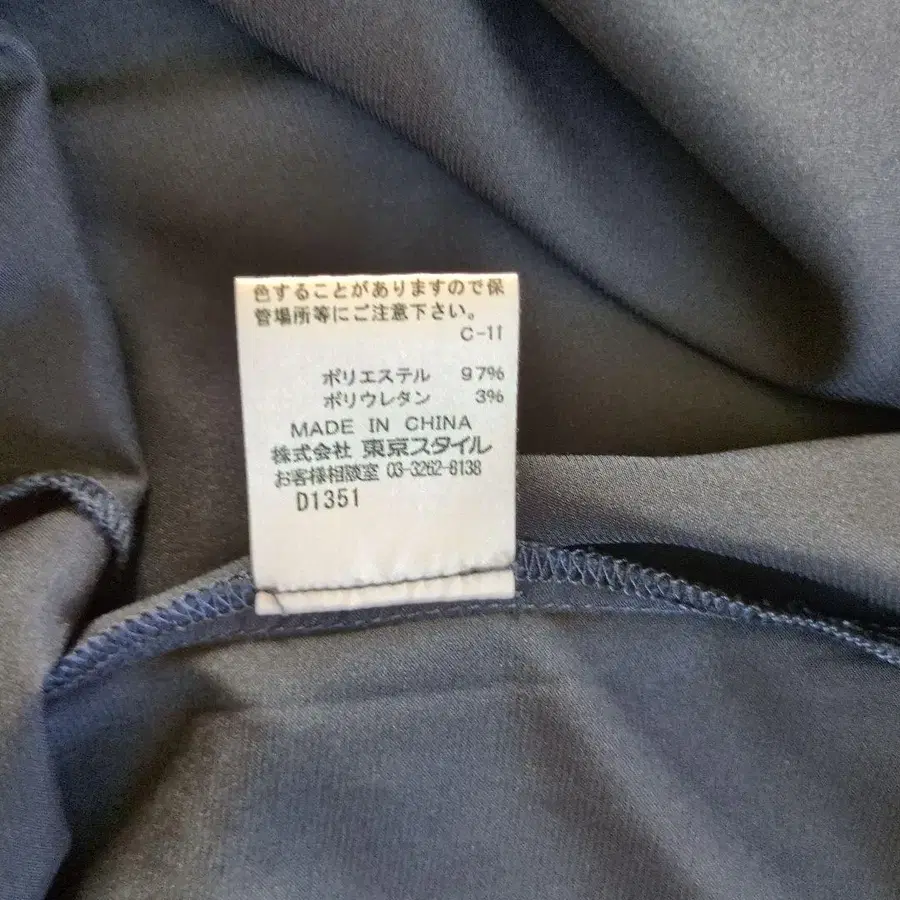 色することがありますので保
管場所等にご注意下さい。
C-11
ポリエステル 97%
ポリウレタン 3%
MADE IN CHINA
株式会社 東京スタイル
お客様相談室 03-3262-8138
D1351